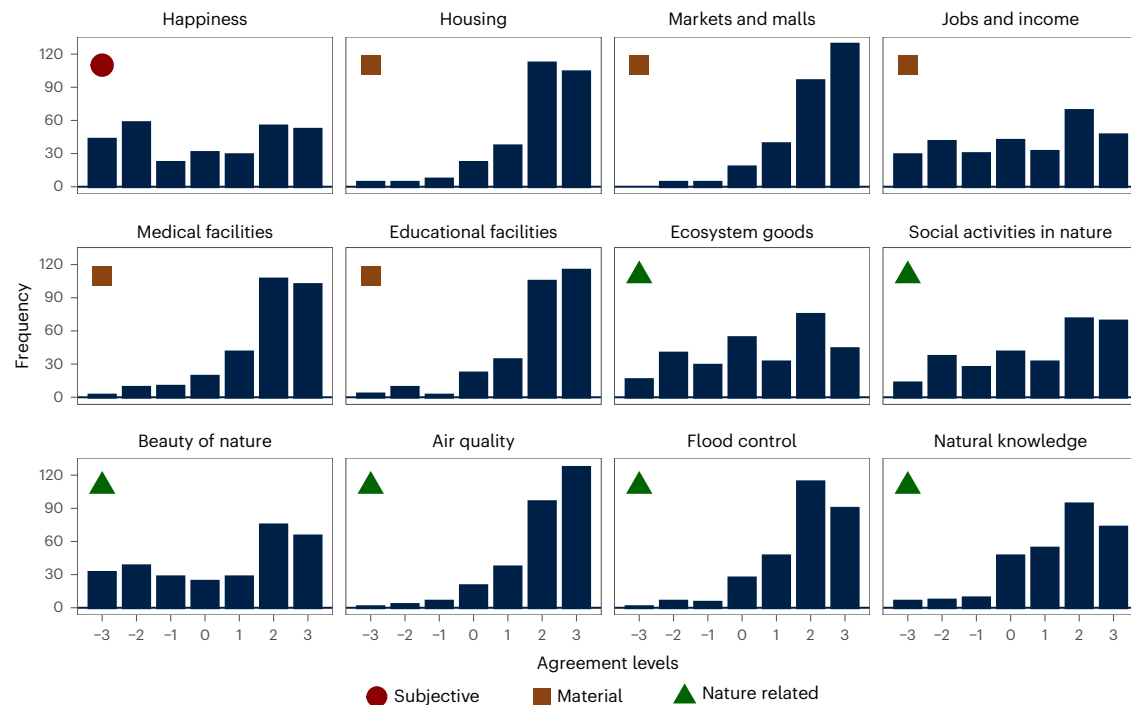 Happiness Housing Markets and malls Jobs and income
120
90
60
30
0
Medical facilities Educational facilities Ecosystem goods Social activities in nature
120
90
60
30
0
Frequency
Beauty of nature Air quality Flood control Natural knowledge
120
90
60
30
0
−3 −2 −1 0 1 2 3 −3 −2 −1 0 1 2 3 −3 −2 −1 0 1 2 3 −3 −2 −1 0 1 2 3
Agreement levels
Subjective Material Nature related